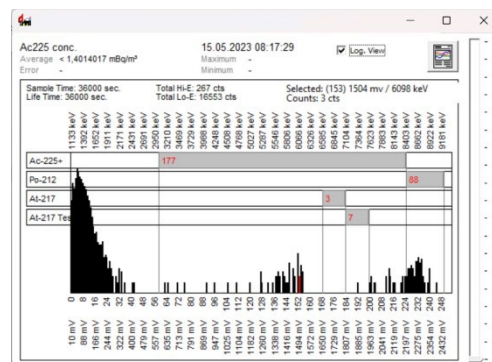 dwi
Ac225 conc.
15.05.2023 08:17:29
Log. View
Average < 1,4014017 mBq/m³
Maximum -
Error -
Minimum -
Sample Time: 36000 sec.
Total Hi-E: 267 cts
Selected: (153) 1504 mv / 6098 keV
Life Time: 36000 sec.
Total Lo-E: 16553 cts
Counts: 3 cts
1133 keV 1392 keV 1652 keV 1911 keV 2171 keV 2431 keV 2691 keV 2950 keV 3210 keV 3469 keV 3729 keV 3988 keV 4248 keV 4508 keV 4768 keV 5027 keV 5287 keV 5546 keV 5806 keV 6066 keV 6326 keV 6585 keV 6845 keV 7104 keV 7364 keV 7623 keV 7883 keV 8143 keV 8403 keV 8662 keV 8922 keV 9181 keV
Ac-225+ 177
Po-212 88
At-217 3
At-217 Tes 7
0 8 16 24 32 40 48 56 64 72 80 88 96 104 112 120 128 136 144 152 160 168 176 184 192 200 208 216 224 232 240 248
10 mV 88 mV 166 mV 244 mV 322 mV 400 mV 479 mV 557 mV 635 mV 713 mV 791 mV 869 mV 947 mV 1025 mV 1104 mV 1182 mV 1260 mV 1338 mV 1416 mV 1494 mV 1572 mV 1650 mV 1729 mV 1807 mV 1885 mV 1963 mV 2041 mV 2119 mV 2197 mV 2275 mV 2354 mV 2432 mV